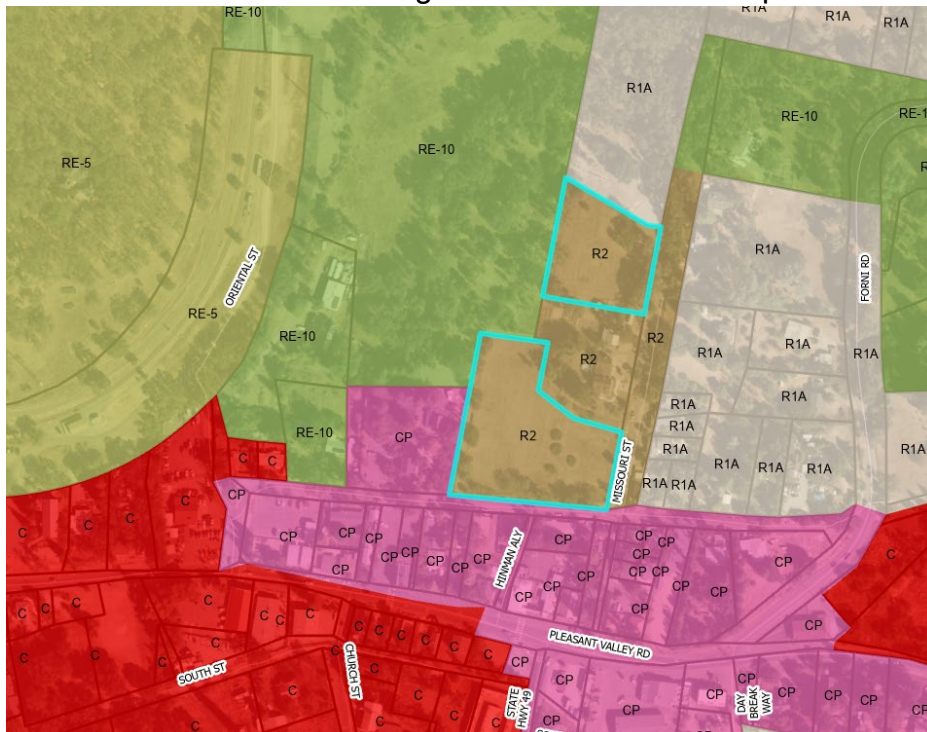 RE-10
R1A
R1A
R1A
R1A
RE-10
RE-5
RE-10
R2
R1A
ORIENTAL ST
FORNI RD
RE-5
RE-10
R2
R2
R1A
R1A
R1A
R1A
R1A
R1A
R1A
RE-10
CP
R2
MISSOURI ST
R1A
R1A
R1A
R1A
R1A
R1A
R1A
C
C
CP
C
C
C
C
CP
CP
CP
CP
CP
CP
CP
CP
CP
HINMAN ALY
CP
CP
CP
CP
CP
CP
CP
CP
CP
CP
CP
CP
C
C
C
C
C
C
C
C
C
C
C
C
C
C
CP
PLEASANT VALLEY RD
C
C
C
C
SOUTH ST
CHURCH ST
C
C
C
C
C
C
STATE HWY 49
CP
CP
CP
CP
CP
CP
DAY BREAK WAY
CP
CP
CP
CP
CP